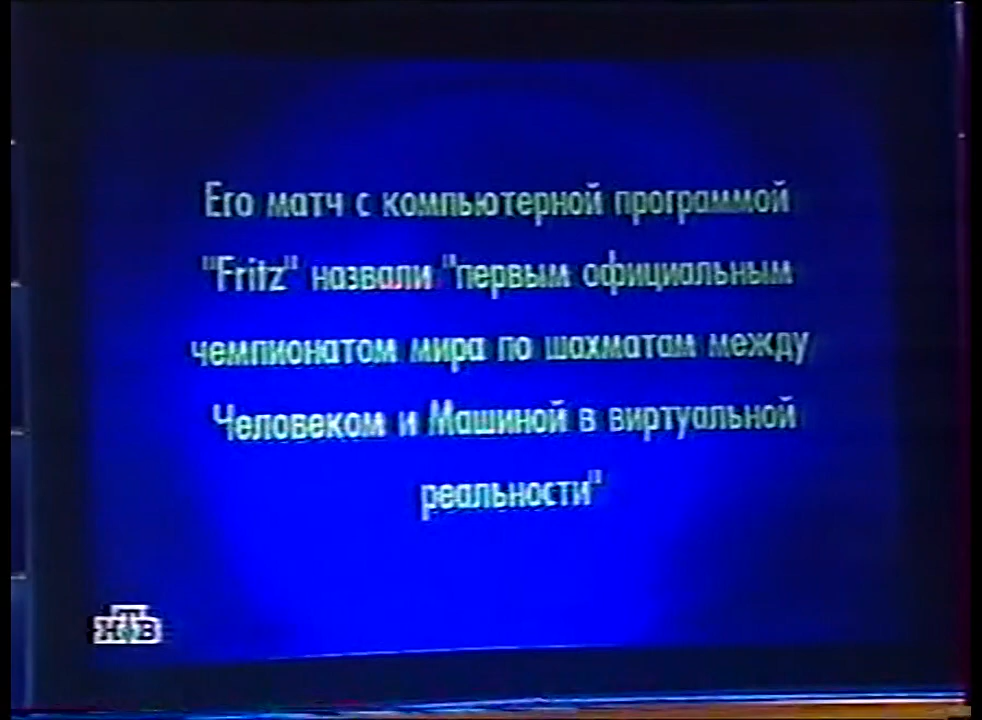 Его матч с компьютерной программой
"Fritz" назвали "первым официальным
чемпионатом мира по шахматам между
Человеком и Машиной в виртуальной
реальности"
НТВ